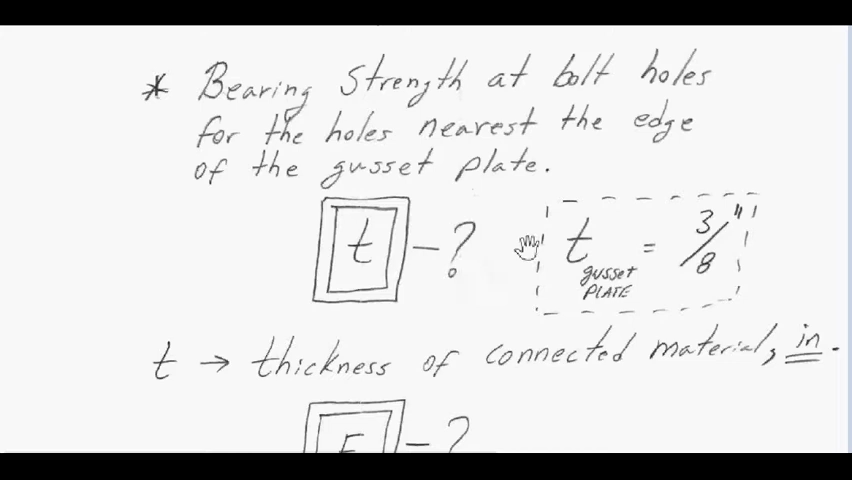 * Bearing Strength at bolt holes
for the holes nearest the edge
of the gusset plate.
t - ?
t gusset PLATE = 3/8"
t → thickness of connected material, in.
F - ?